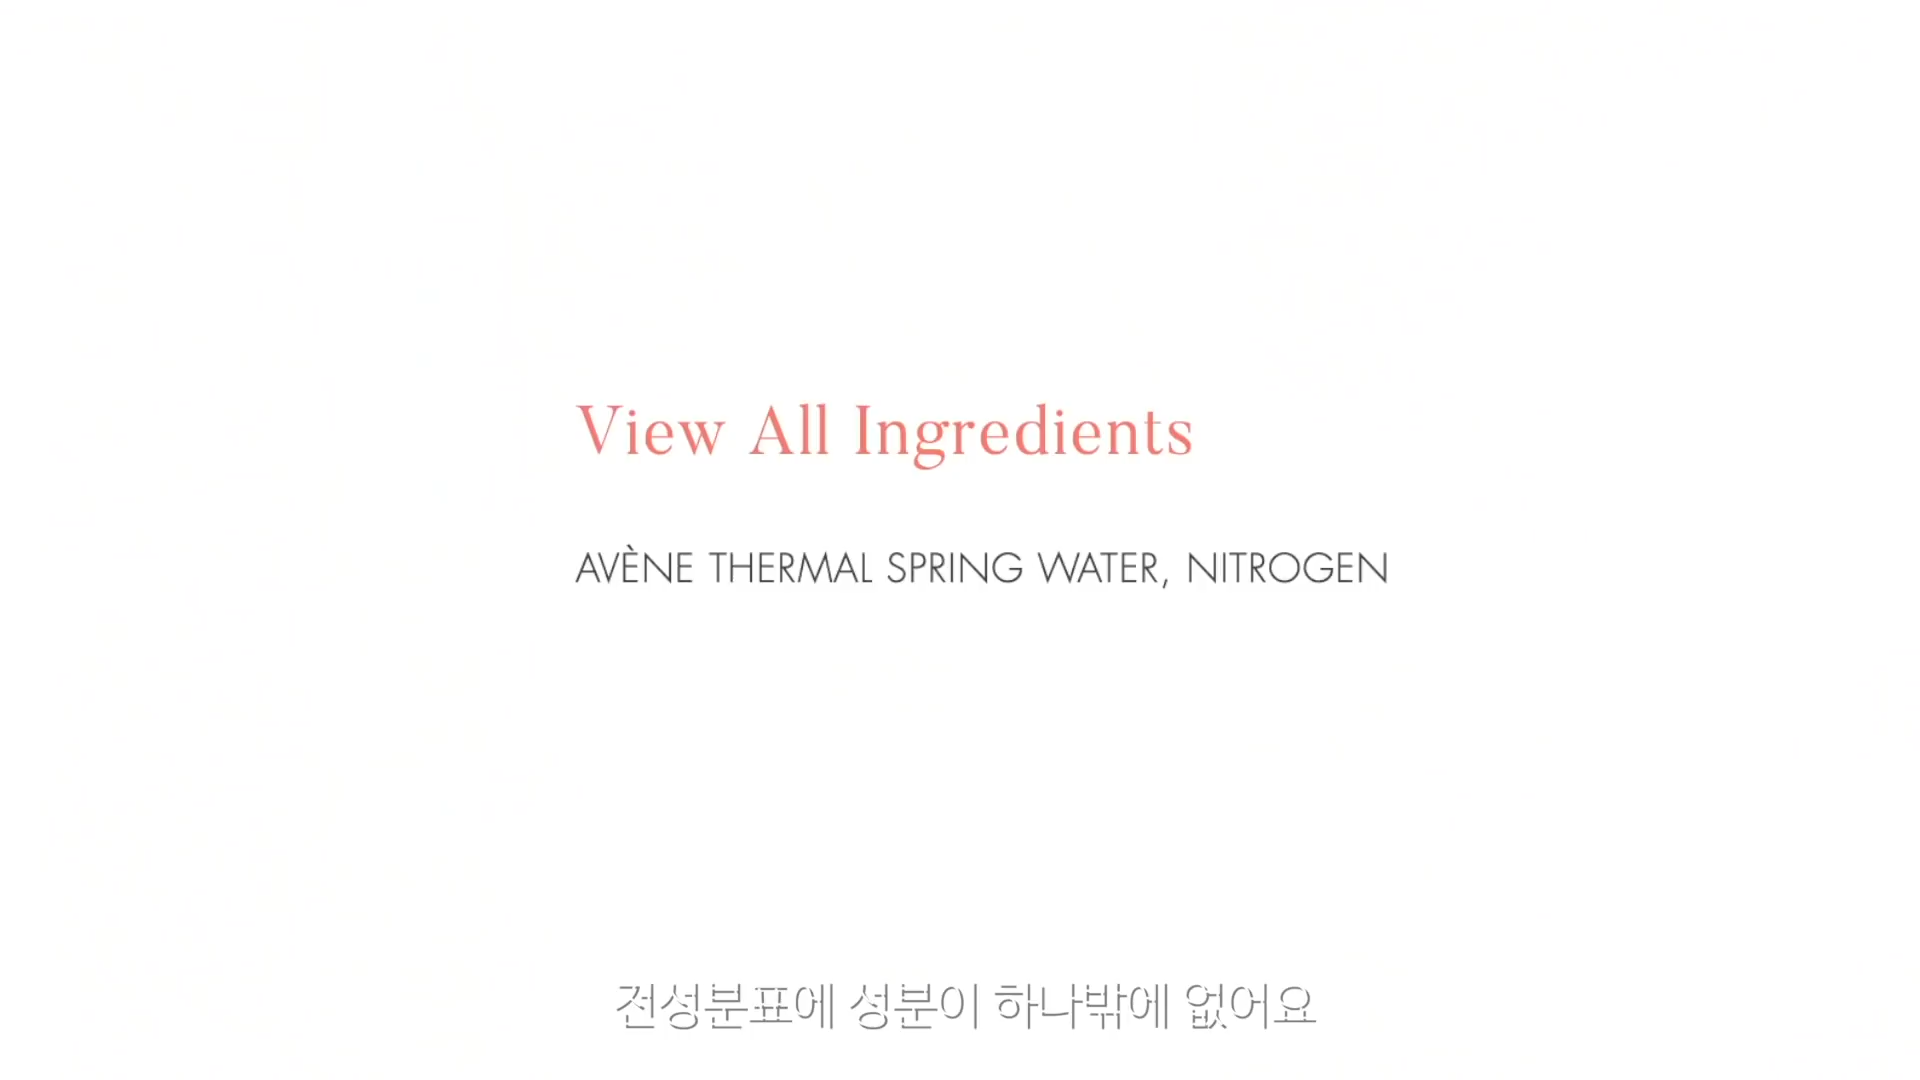 View All Ingredients
AVÈNE THERMAL SPRING WATER, NITROGEN
전성분표에 성분이 하나밖에 없어요